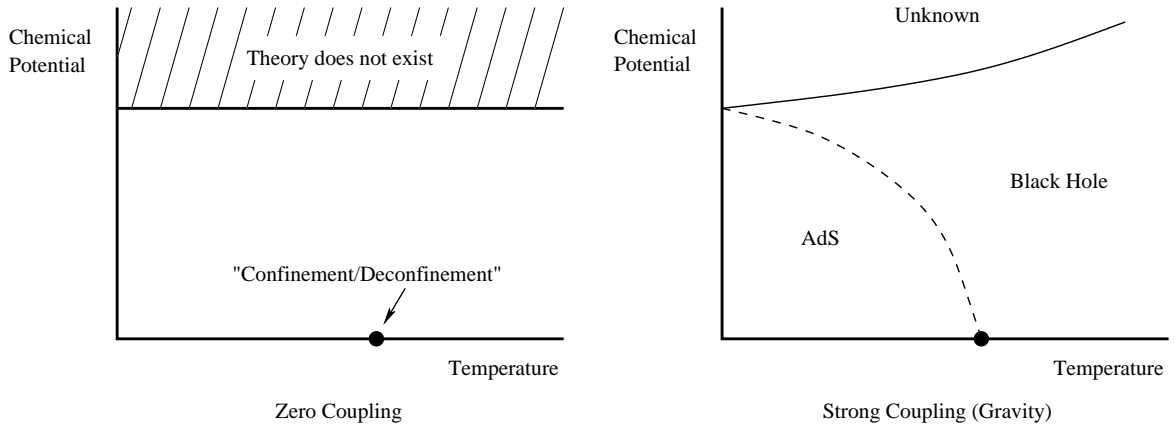 Chemical
Potential
Theory does not exist
"Confinement/Deconfinement"
Temperature
Zero Coupling
Chemical
Potential
Unknown
Black Hole
AdS
Temperature
Strong Coupling (Gravity)